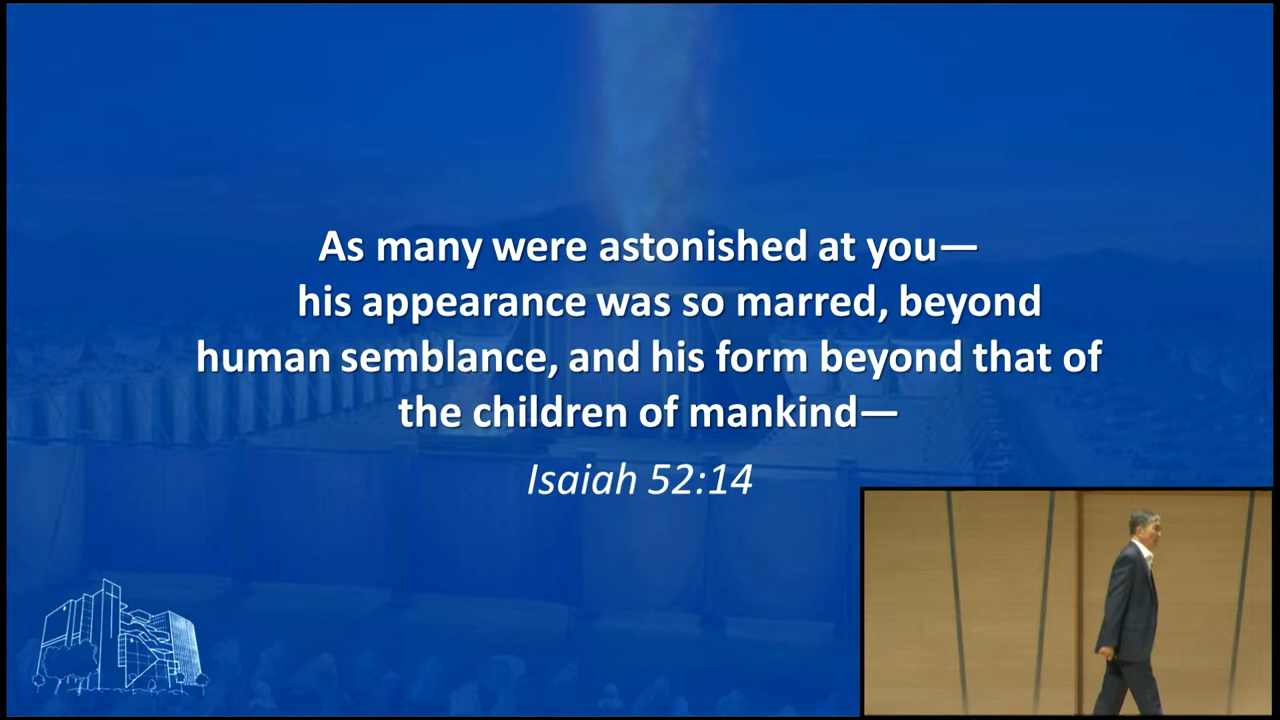 As many were astonished at you—
his appearance was so marred, beyond
human semblance, and his form beyond that of
the children of mankind—
Isaiah 52:14